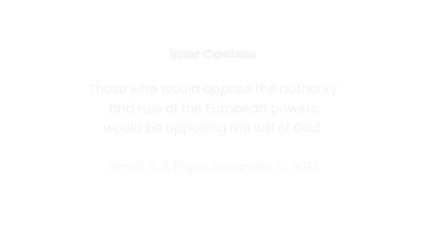 Inter Caetera
Those who would oppose the authority
and rule of the European powers
would be opposing the will of God
Papal Bull, Pope Alexander VI, 1493